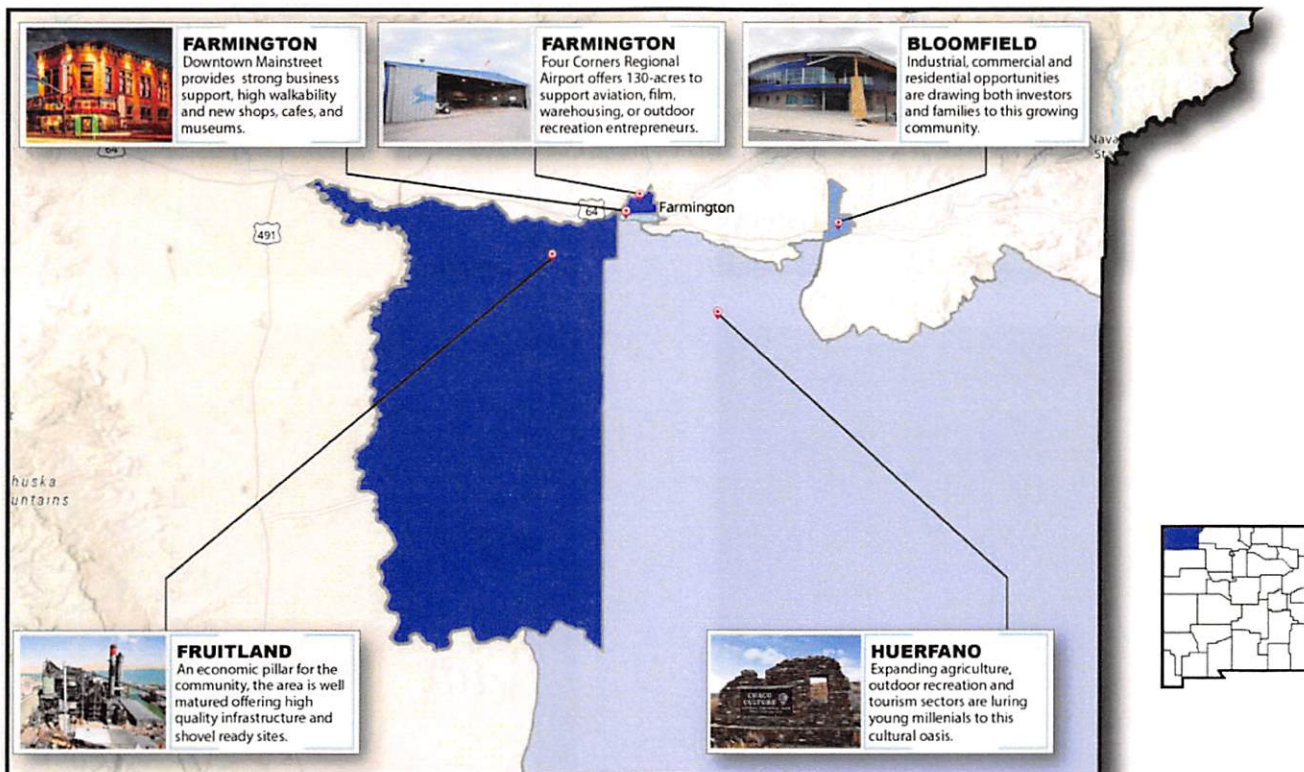 FARMINGTON
Downtown Mainstreet
provides strong business
support, high walkability
and new shops, cafes, and
museums.
FARMINGTON
Four Corners Regional
Airport offers 130-acres to
support aviation, film,
warehousing, or outdoor
recreation entrepreneurs.
BLOOMFIELD
Industrial, commercial and
residential opportunities
are drawing both investors
and families to this growing
community.
64
Nava
Sta
64
Farmington
491
huska
untains
FRUITLAND
An economic pillar for the
community, the area is well
matured offering high
quality infrastructure and
shovel ready sites.
CHACO
CULTURE
HUERFANO
Expanding agriculture,
outdoor recreation and
tourism sectors are luring
young millenials to this
cultural oasis.